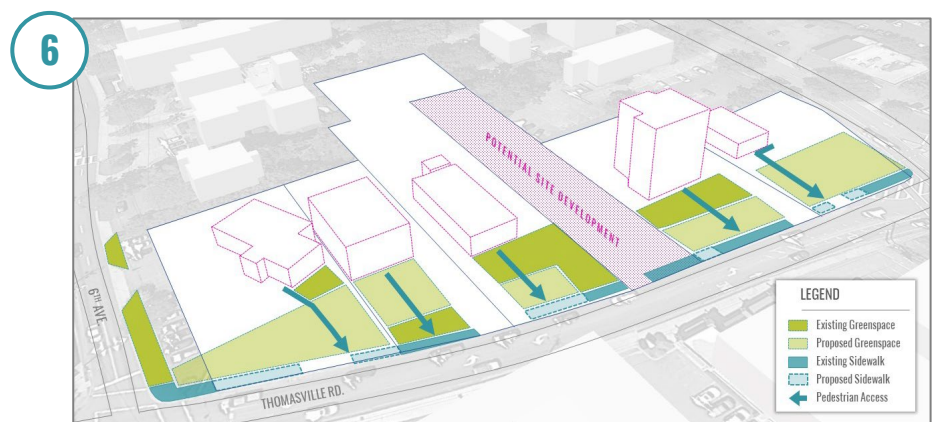 6
POTENTIAL SITE DEVELOPMENT
6TH AVE.
THOMASVILLE RD.
LEGEND
Existing Greenspace
Proposed Greenspace
Existing Sidewalk
Proposed Sidewalk
Pedestrian Access